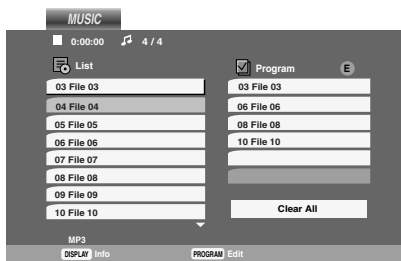 MUSIC
0:00:00 4 / 4
List
03 File 03
04 File 04
05 File 05
06 File 06
07 File 07
08 File 08
09 File 09
10 File 10
Program E
03 File 03
06 File 06
08 File 08
10 File 10
Clear All
MP3
DISPLAY Info PROGRAM Edit